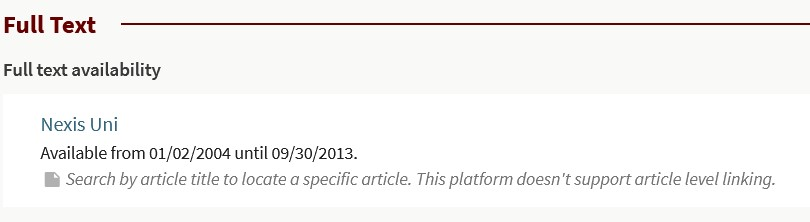 Full Text
Full text availability
Nexis Uni
Available from 01/02/2004 until 09/30/2013.
Search by article title to locate a specific article. This platform doesn't support article level linking.